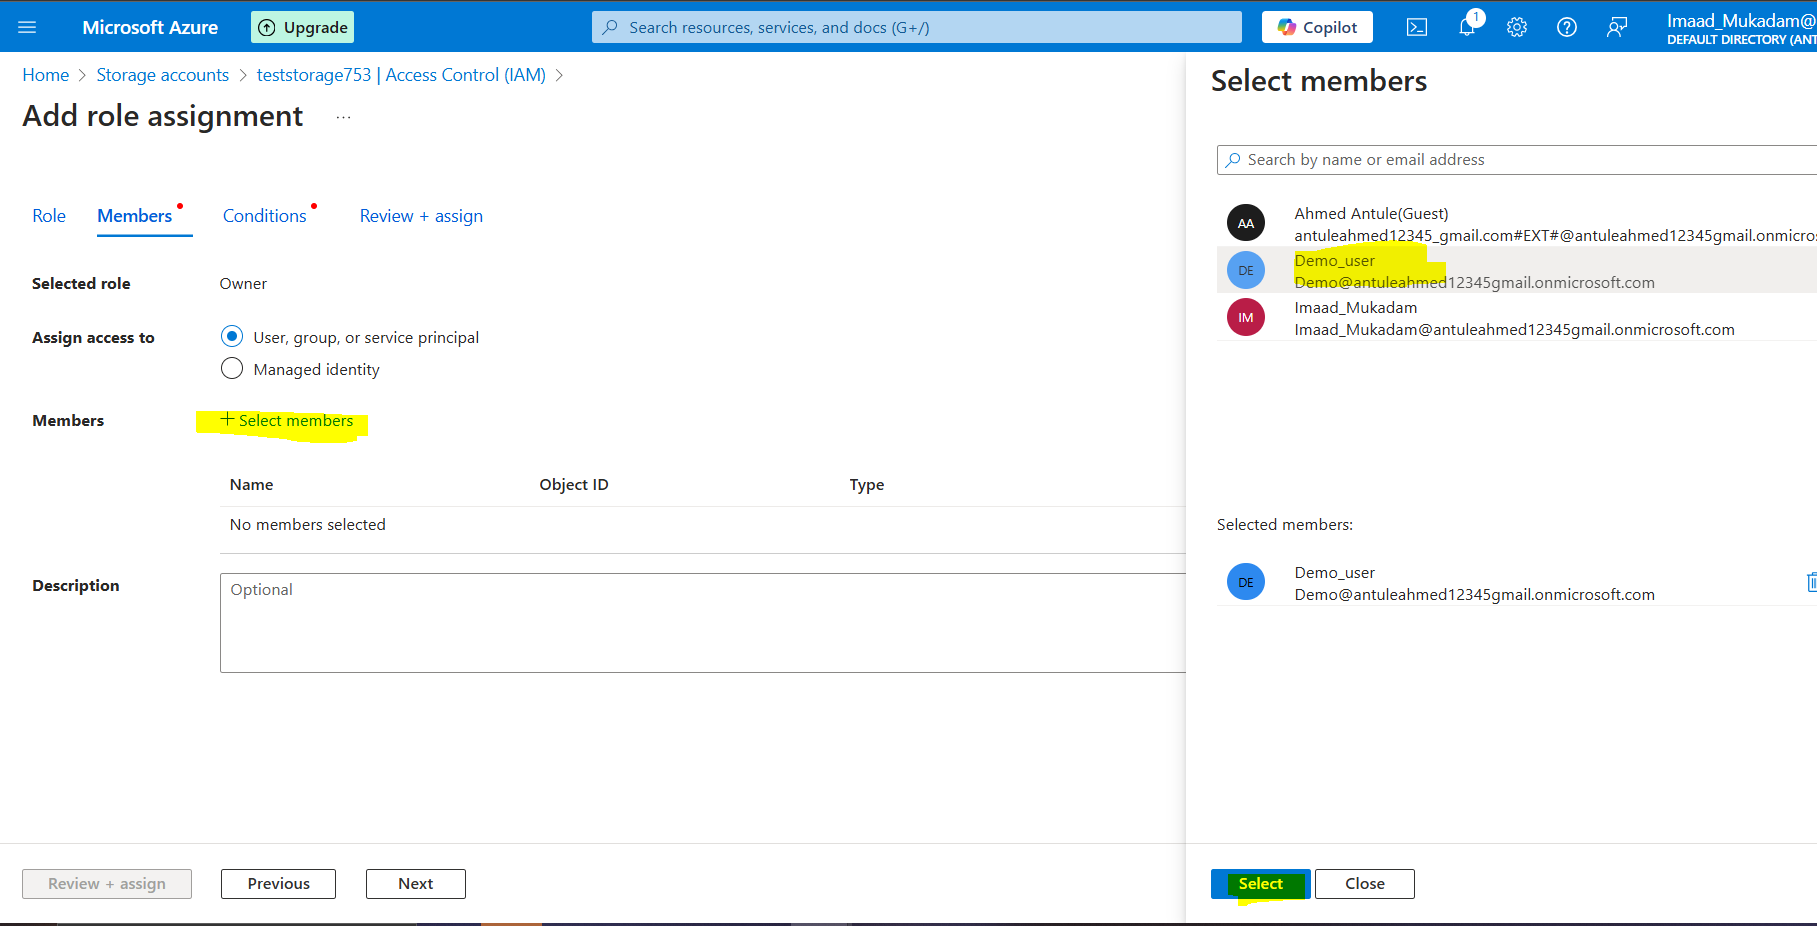 Microsoft Azure
Upgrade
Search resources, services, and docs (G+/)
Copilot
1
Imaad_Mukadam@
DEFAULT DIRECTORY (ANT
Home > Storage accounts > teststorage753 | Access Control (IAM) >
Add role assignment ...
Role
Members
Conditions
Review + assign
Selected role
Owner
Assign access to
User, group, or service principal
Managed identity
Members
+ Select members
Name
Object ID
Type
No members selected
Description
Optional
Review + assign
Previous
Next
Select members
Search by name or email address
AA
Ahmed Antule(Guest)
antuleahmed12345_gmail.com#EXT#@antuleahmed12345gmail.onmicros
DE
Demo_user
Demo@antuleahmed12345gmail.onmicrosoft.com
IM
Imaad_Mukadam
Imaad_Mukadam@antuleahmed12345gmail.onmicrosoft.com
Selected members:
DE
Demo_user
Demo@antuleahmed12345gmail.onmicrosoft.com
Select
Close